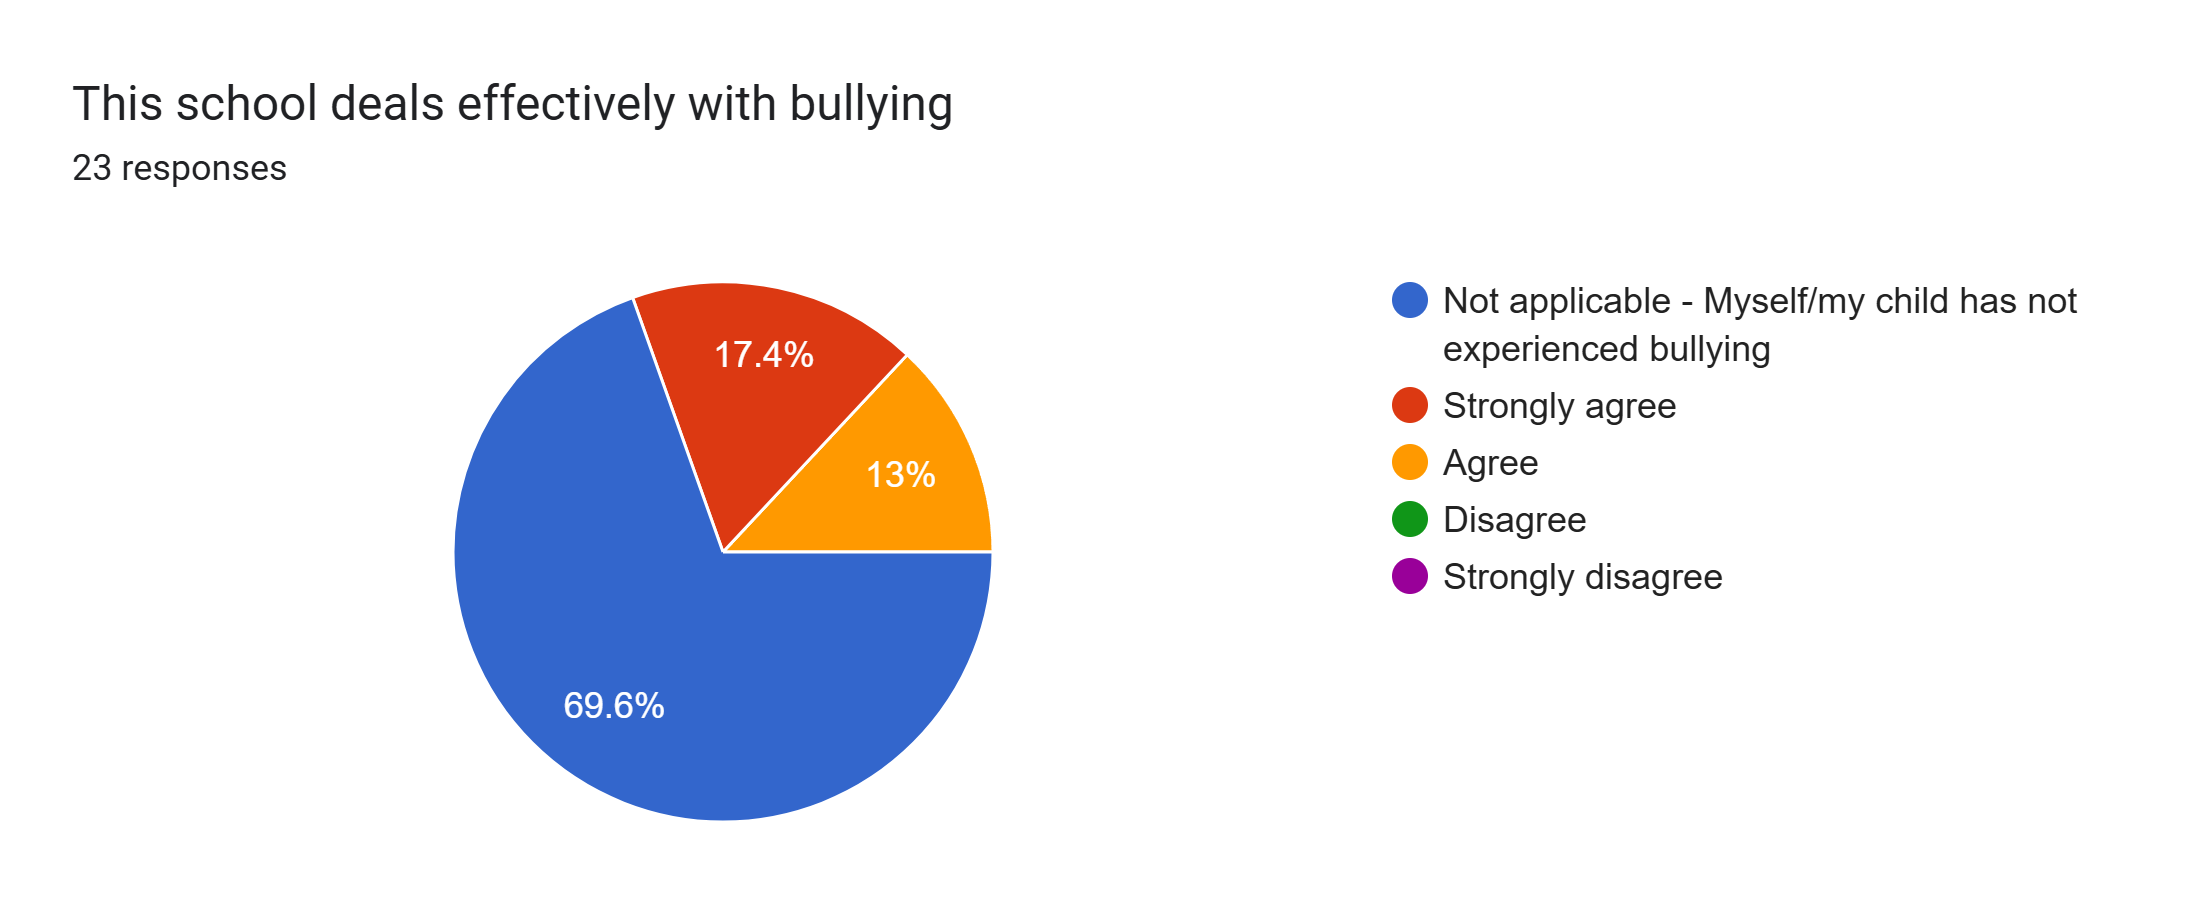 This school deals effectively with bullying
23 responses
17.4%
13%
69.6%
Not applicable - Myself/my child has not
experienced bullying
Strongly agree
Agree
Disagree
Strongly disagree